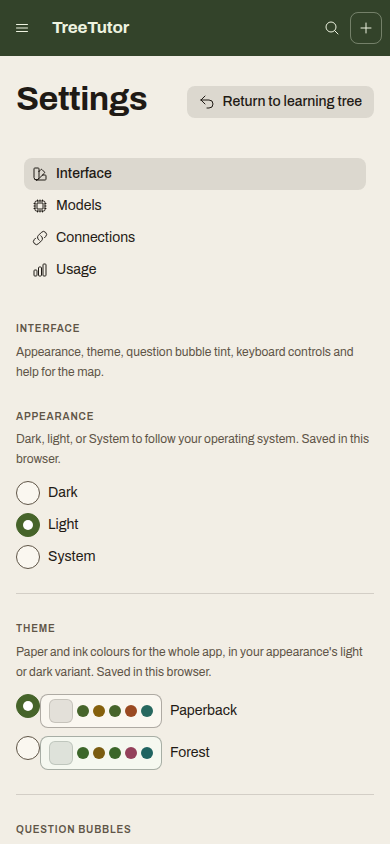 TreeTutor
Settings
Return to learning tree
Interface
Models
Connections
Usage
INTERFACE
Appearance, theme, question bubble tint, keyboard controls and
help for the map.
APPEARANCE
Dark, light, or System to follow your operating system. Saved in this
browser.
Dark
Light
System
THEME
Paper and ink colours for the whole app, in your appearance's light
or dark variant. Saved in this browser.
Paperback
Forest
QUESTION BUBBLES